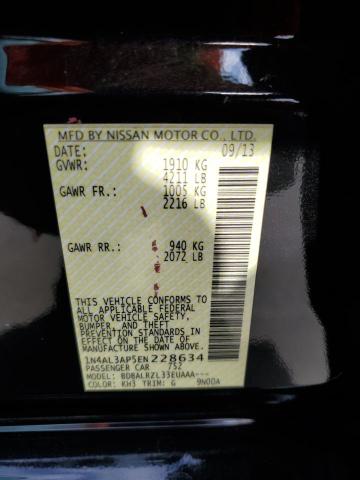 MFD BY NISSAN MOTOR CO., LTD.
DATE: 09/13
GVWR: 1910 KG
4211 LB
GAWR FR.: 1005 KG
2216 LB
GAWR RR.: 940 KG
2072 LB
THIS VEHICLE CONFORMS
TO ALL APPLICABLE FEDERAL
MOTOR VEHICLE SAFETY,
BUMPER, AND THEFT
PREVENTION STANDARDS IN
EFFECT ON THE DATE OF
MANUFACTURE SHOWN ABOVE.
1N4AL3AP5EN228634
PASSENGER CAR 752
MODEL: BDBALRZL33EUAAA---
COLOR: KH3 TRIM: G 9N00A